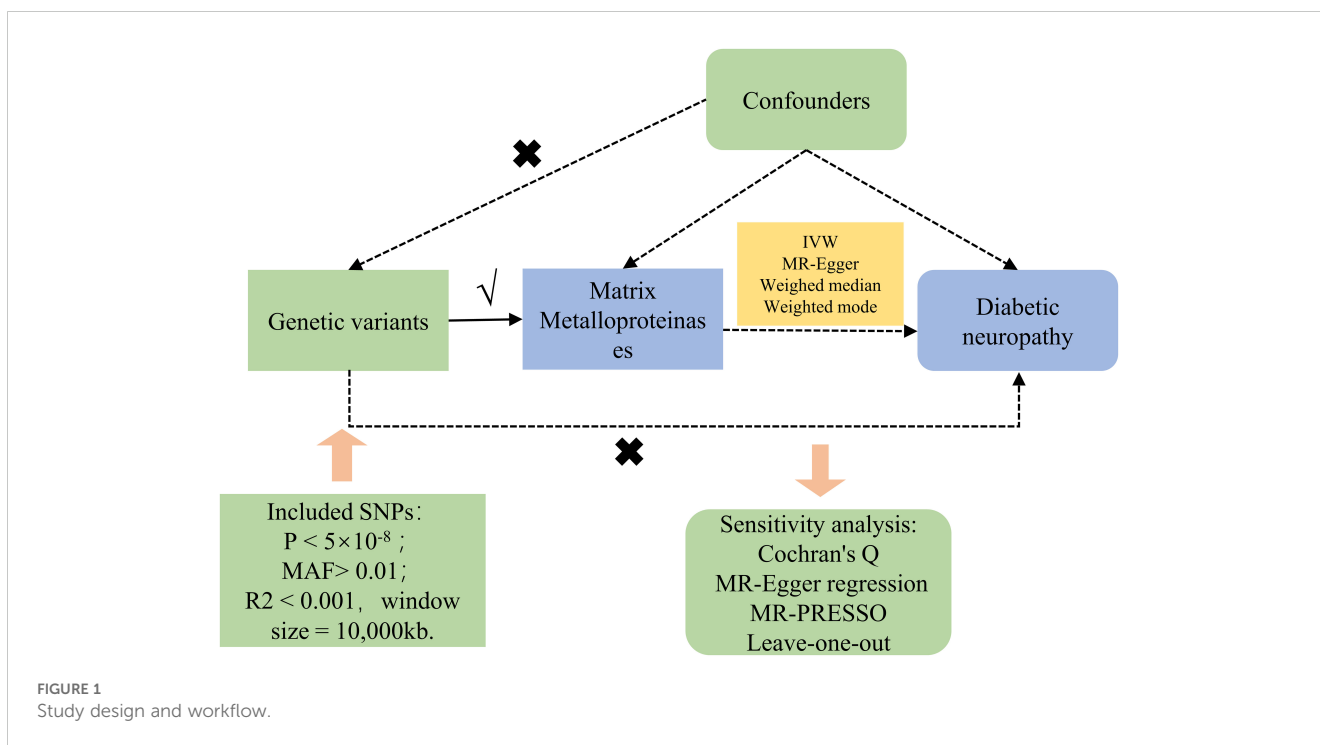 Confounders
IVW
MR-Egger
Weighed median
Weighted mode
Genetic variants
√
Matrix
Metalloproteinas
es
Diabetic
neuropathy
Included SNPs：
P < 5×10⁻⁸；
MAF> 0.01；
R2 < 0.001， window
size = 10,000kb.
Sensitivity analysis:
Cochran's Q
MR-Egger regression
MR-PRESSO
Leave-one-out
FIGURE 1
Study design and workflow.